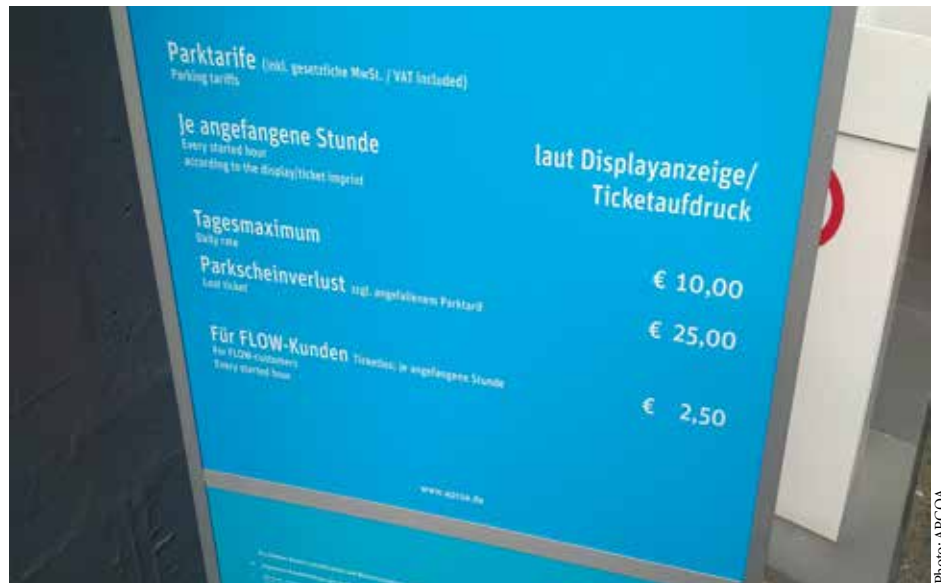 Parktarife (inkl. gesetzliche MwSt. / VAT included)
Parking tariffs
Je angefangene Stunde
Every started hour
according to the display/ticket imprint
laut Displayanzeige/
Ticketaufdruck
Tagesmaximum
Daily rate
€ 10,00
Parkscheinverlust zzgl. angefallenem Parktarif
Lost ticket
€ 25,00
Für FLOW-Kunden Ticketlos; je angefangene Stunde
For FLOW-customers
Every started hour
€ 2,50
www.apcoa.de
Photo: APCOA